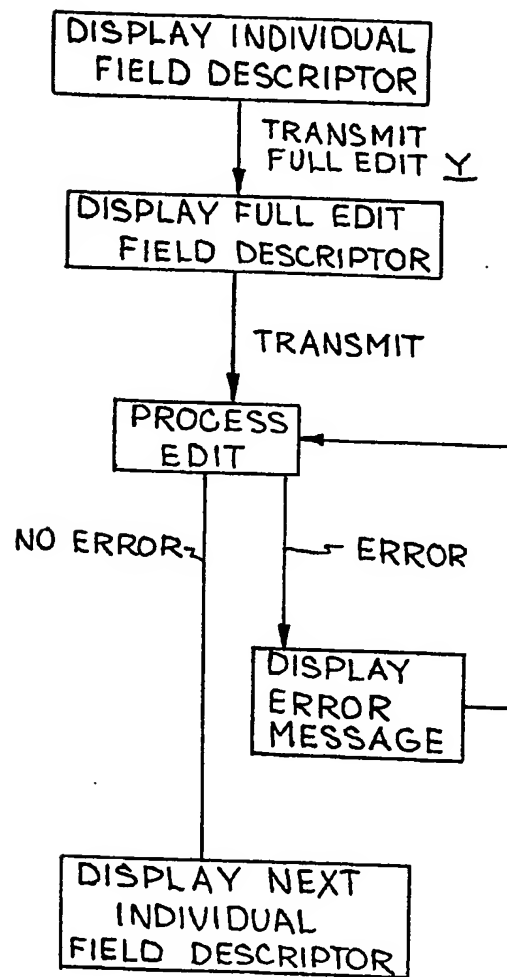 DISPLAY INDIVIDUAL
FIELD DESCRIPTOR
TRANSMIT
FULL EDIT Y
DISPLAY FULL EDIT
FIELD DESCRIPTOR
TRANSMIT
PROCESS
EDIT
NO ERROR
ERROR
DISPLAY
ERROR
MESSAGE
DISPLAY NEXT
INDIVIDUAL
FIELD DESCRIPTOR